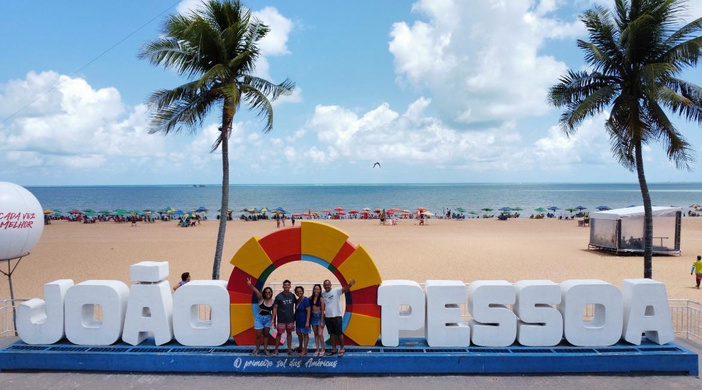 CADA VEZ
MELHOR
JOÃO PESSOA
O primeiro sol das Américas